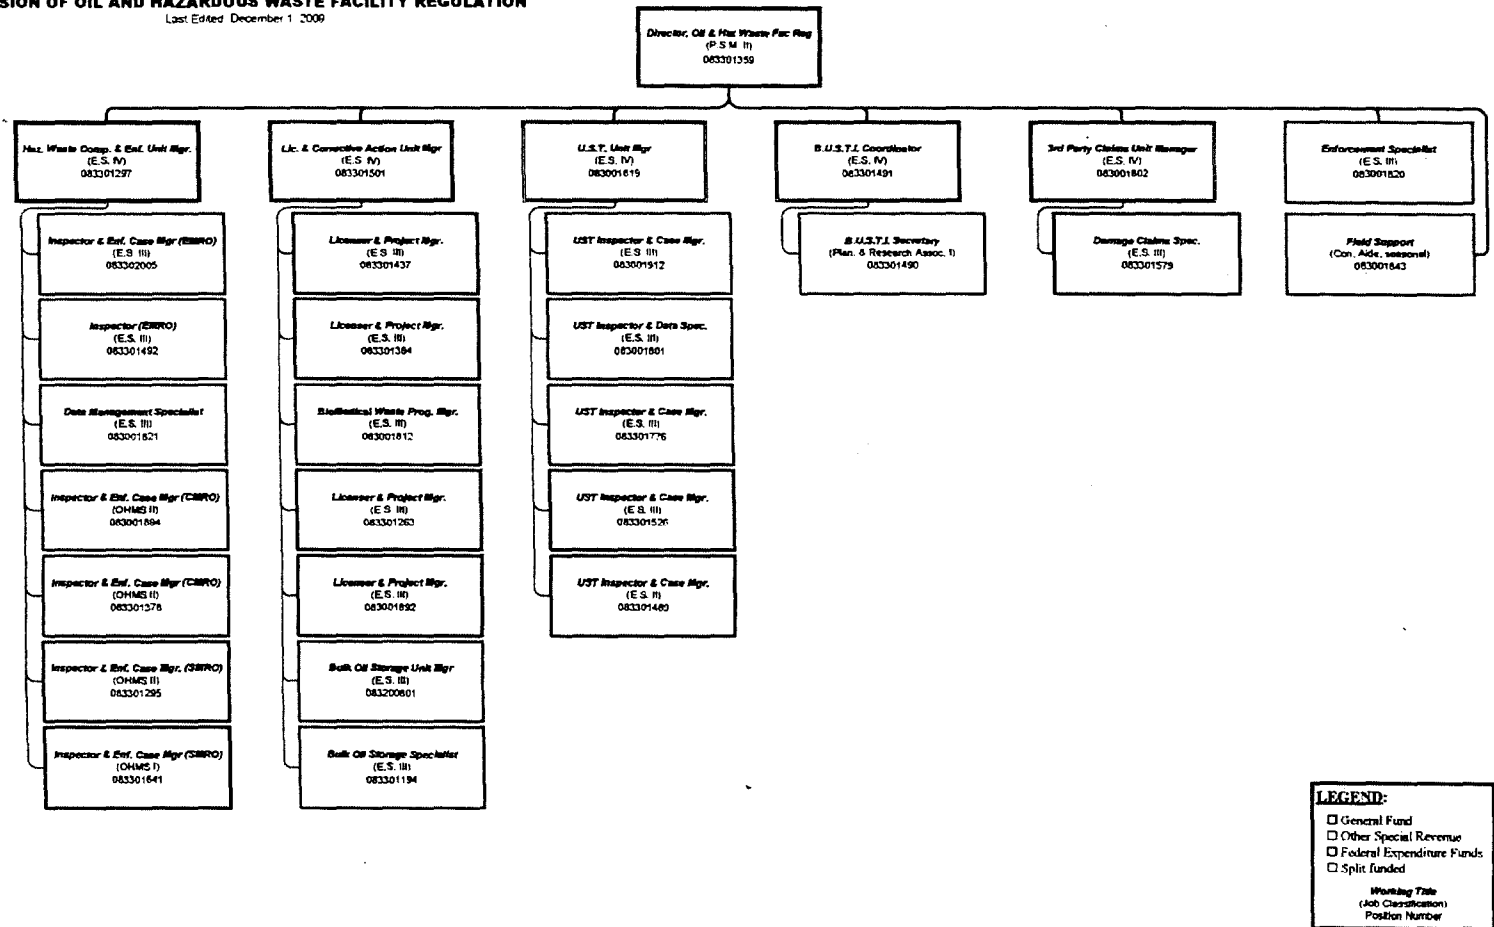 SION OF OIL AND HAZARDOUS WASTE FACILITY REGULATION
Last Edited December 1 2009
Director, Oil & Haz Waste Fac Reg
(P.S.M. II)
083301359
Haz. Waste Comp. & Enf. Unit Mgr.
(E.S. IV)
083301297
Lic. & Corrective Action Unit Mgr
(E.S. IV)
083301501
U.S.T. Unit Mgr
(E.S. IV)
083001619
B.U.S.T.I. Coordinator
(E.S. IV)
083301491
3rd Party Claims Unit Manager
(E.S. IV)
083001802
Enforcement Specialist
(E.S. III)
083001820
Inspector & Enf. Case Mgr (EMRO)
(E.S. III)
083302005
Licenser & Project Mgr.
(E.S. III)
083301437
UST Inspector & Case Mgr.
(E.S. III)
083001912
B.U.S.T.I. Secretary
(Plan. & Research Assoc. I)
083301490
Damage Claims Spec.
(E.S. III)
083301579
Field Support
(Con. Aide, seasonal)
083001843
Inspector (EMRO)
(E.S. III)
083301492
Licenser & Project Mgr.
(E.S. III)
083301384
UST Inspector & Data Spec.
(E.S. III)
083001801
Data Management Specialist
(E.S. III)
083001821
BioMedical Waste Prog. Mgr.
(E.S. III)
083001812
UST Inspector & Case Mgr.
(E.S. III)
083301776
Inspector & Enf. Case Mgr (CMRO)
(OHMS II)
083001894
Licenser & Project Mgr.
(E.S. III)
083301263
UST Inspector & Case Mgr.
(E.S. III)
083301526
Inspector & Enf. Case Mgr (CMRO)
(OHMS II)
083301378
Licenser & Project Mgr.
(E.S. III)
083001892
UST Inspector & Case Mgr.
(E.S. II)
083301480
Inspector & Enf. Case Mgr. (SMRO)
(OHMS II)
083301295
Bulk Oil Storage Unit Mgr
(E.S. III)
083200801
Inspector & Enf. Case Mgr (SMRO)
(OHMS I)
083301641
Bulk Oil Storage Specialist
(E.S. III)
083301194
LEGEND:
General Fund
Other Special Revenue
Federal Expenditure Funds
Split funded
Working Title
(Job Classification)
Position Number